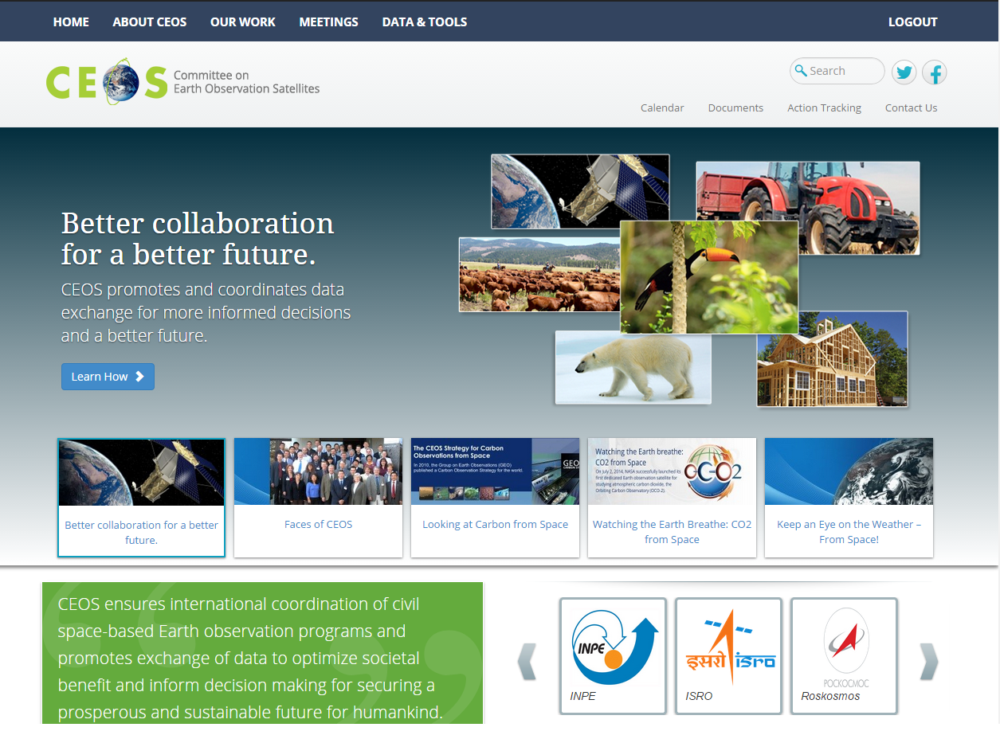 HOME ABOUT CEOS OUR WORK MEETINGS DATA & TOOLS LOGOUT
CEOS
Committee on
Earth Observation Satellites
Search
Calendar Documents Action Tracking Contact Us
Better collaboration
for a better future.
CEOS promotes and coordinates data
exchange for more informed decisions
and a better future.
Learn How
Better collaboration for a better
future.
Faces of CEOS
The CEOS Strategy for Carbon
Observations from Space
In 2010, the Group on Earth Observations (GEO)
published a Carbon Observation Strategy for the world.
GEO
Looking at Carbon from Space
Watching the Earth breathe:
CO2 from Space
On July 2, 2014, NASA successfully launched its
first dedicated Earth observation satellite for
studying atmospheric carbon dioxide, the
Orbiting Carbon Observatory (OCO 2).
OCO-2
Watching the Earth Breathe: CO2
from Space
Keep an Eye on the Weather –
From Space!
CEOS ensures international coordination of civil
space-based Earth observation programs and
promotes exchange of data to optimize societal
benefit and inform decision making for securing a
prosperous and sustainable future for humankind.
INPE
INPE
इसरो isro
ISRO
РОСКОСМОС
Roskosmos